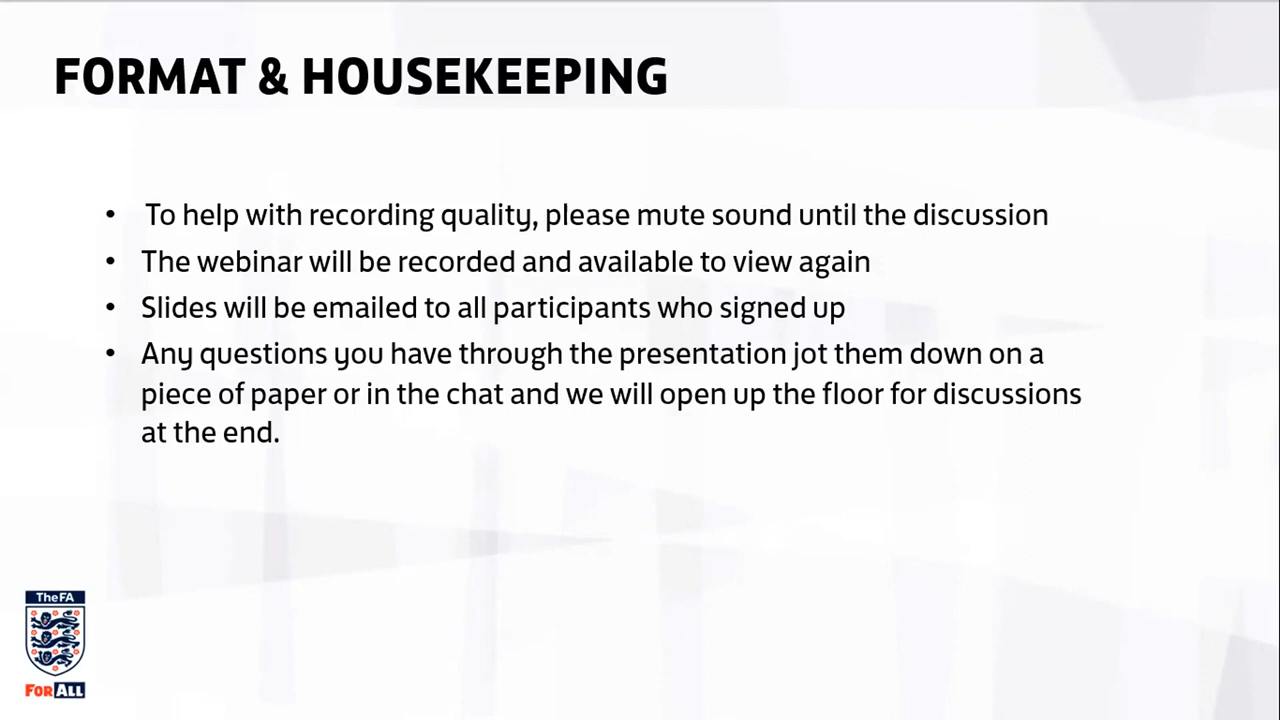 FORMAT & HOUSEKEEPING
• To help with recording quality, please mute sound until the discussion
• The webinar will be recorded and available to view again
• Slides will be emailed to all participants who signed up
• Any questions you have through the presentation jot them down on a
piece of paper or in the chat and we will open up the floor for discussions
at the end.
TheFA
FORALL